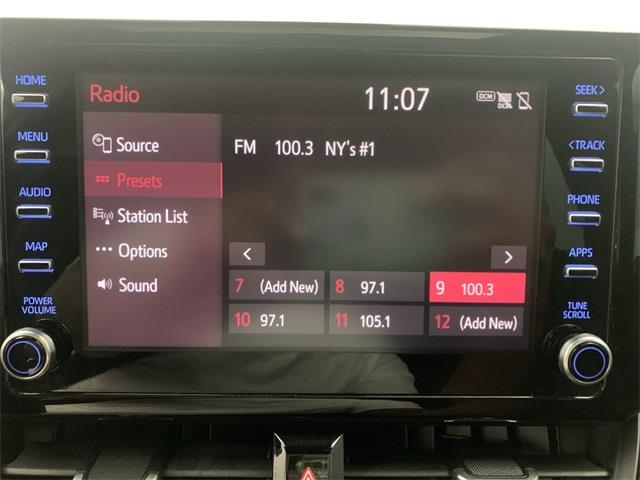 HOME
MENU
AUDIO
MAP
POWER
VOLUME
Radio
11:07
DCM
DCM
Source
Presets
Station List
Options
Sound
FM 100.3 NY's #1
<
>
7 (Add New)
8 97.1
9 100.3
10 97.1
11 105.1
12 (Add New)
SEEK>
<TRACK
PHONE
APPS
TUNE
SCROLL